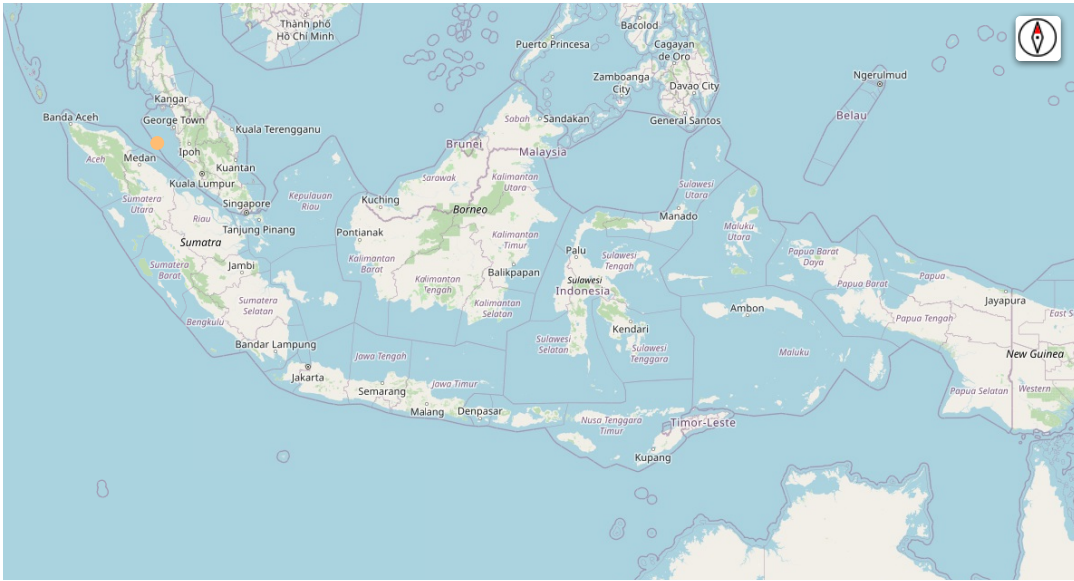 Thành phố
Hồ Chí Minh
Bacolod
Puerto Princesa
Cagayan
de Oro
Zamboanga
City
Davao City
Ngerulmud
Kangar
Banda Aceh
George Town
Kuala Terengganu
Sabah
Sandakan
General Santos
Belau
Aceh
Medan
Ipoh
Kuantan
Brunei
Malaysia
Kuala Lumpur
Sarawak
Kalimantan
Utara
Sulawesi
Utara
Sumatera
Utara
Riau
Singapore
Kepulauan
Riau
Kuching
Borneo
Manado
Maluku
Utara
Sumatra
Tanjung Pinang
Pontianak
Kalimantan
Timur
Palu
Sulawesi
Tengah
Papua Barat
Daya
Sumatera
Barat
Jambi
Kalimantan
Barat
Balikpapan
Kalimantan
Tengah
Sulawesi
Indonesia
Papua Barat
Papua
Sumatera
Selatan
Kalimantan
Selatan
Ambon
Jayapura
Bengkulu
Papua Tengah
East S
Bandar Lampung
Sulawesi
Selatan
Kendari
Sulawesi
Tenggara
Maluku
New Guinea
Jawa Tengah
Jakarta
Semarang
Jawa Timur
Papua Selatan
Western
Malang
Denpasar
Nusa Tenggara
Timur
Timor-Leste
Kupang